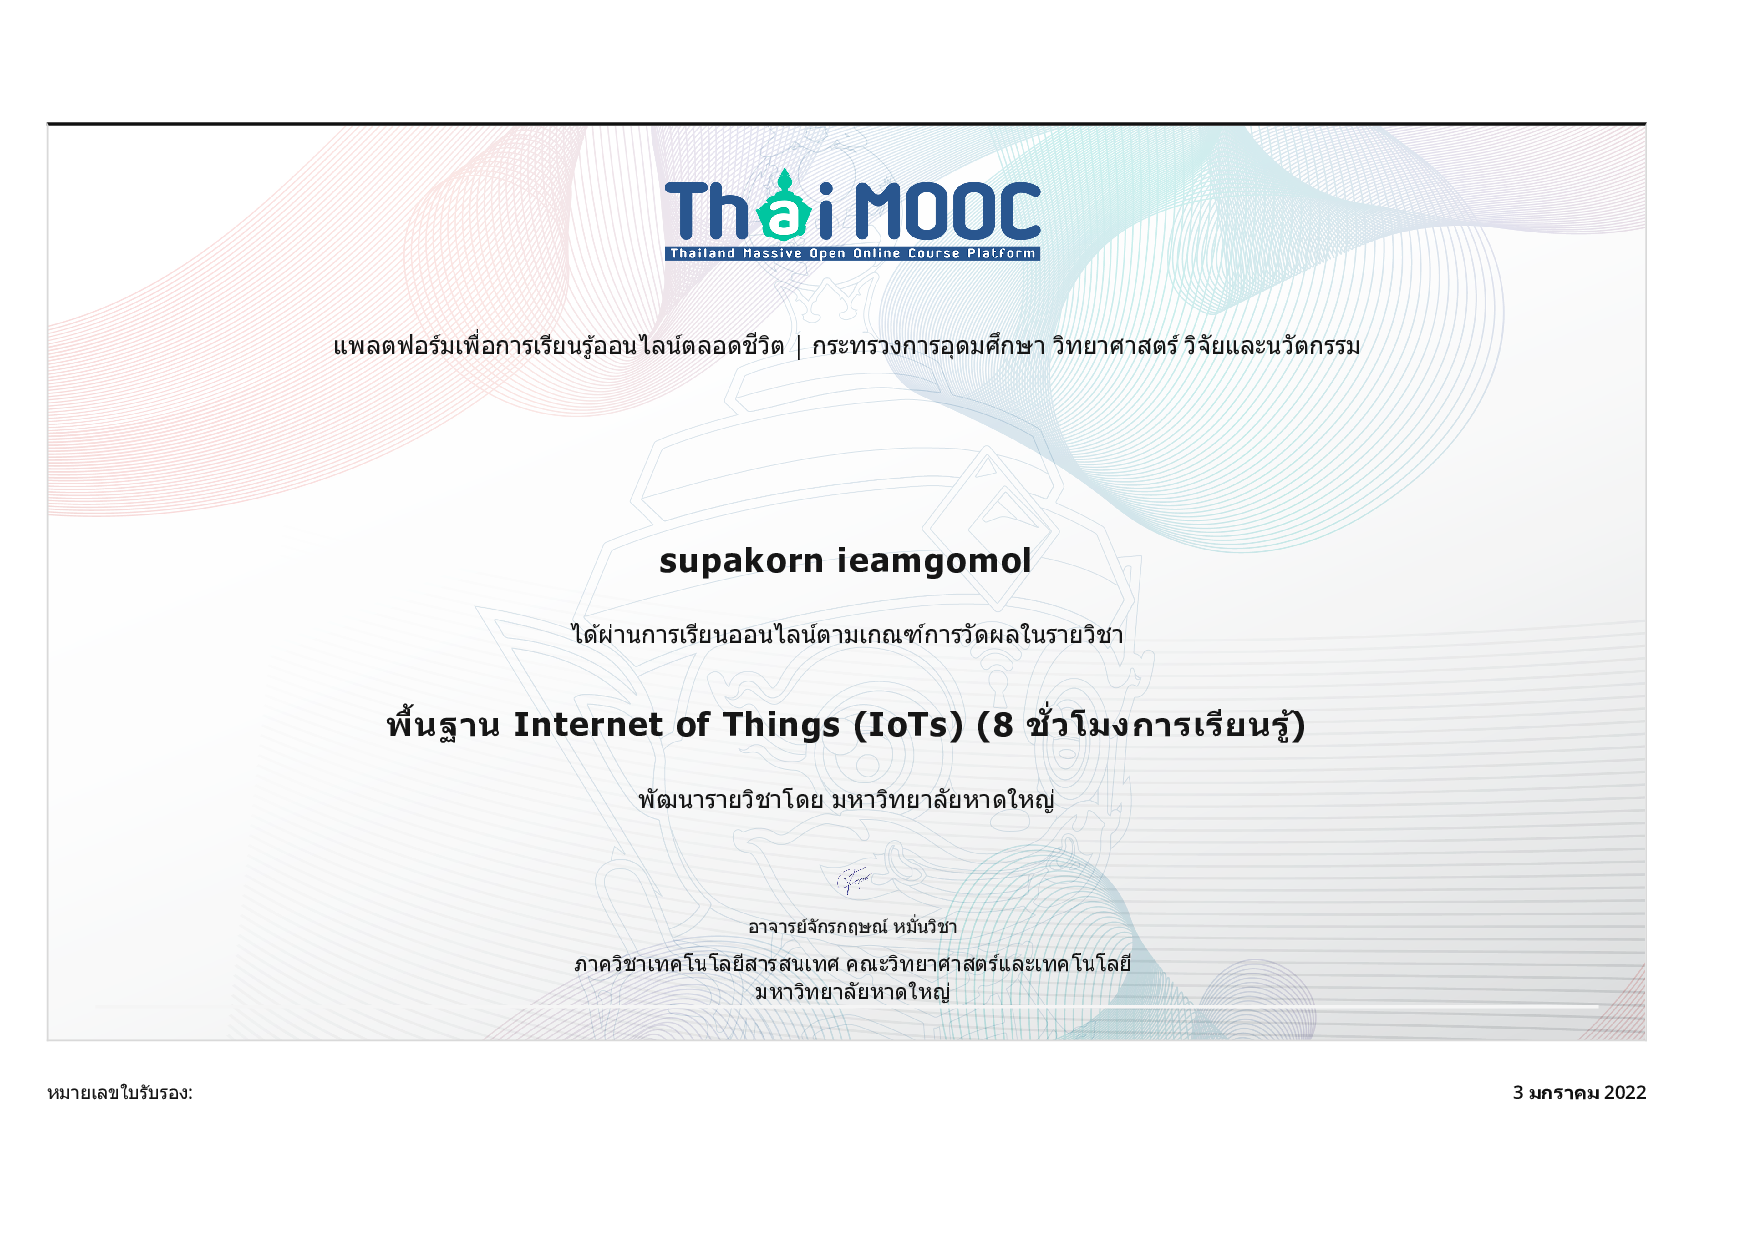 Thai MOOC
Thailand Massive Open Online Course Platform
แพลตฟอร์มเพื่อการเรียนรู้ออนไลน์ตลอดชีวิต | กระทรวงการอุดมศึกษา วิทยาศาสตร์ วิจัยและนวัตกรรม
supakorn ieamgomol
ได้ผ่านการเรียนออนไลน์ตามเกณฑ์การวัดผลในรายวิชา
พื้นฐาน Internet of Things (IoTs) (8 ชั่วโมงการเรียนรู้)
พัฒนารายวิชาโดย มหาวิทยาลัยหาดใหญ่
อาจารย์จักรกฤษณ์ หมั่นวิชา
ภาควิชาเทคโนโลยีสารสนเทศ คณะวิทยาศาสตร์และเทคโนโลยี
มหาวิทยาลัยหาดใหญ่
หมายเลขใบรับรอง:
3 มกราคม 2022